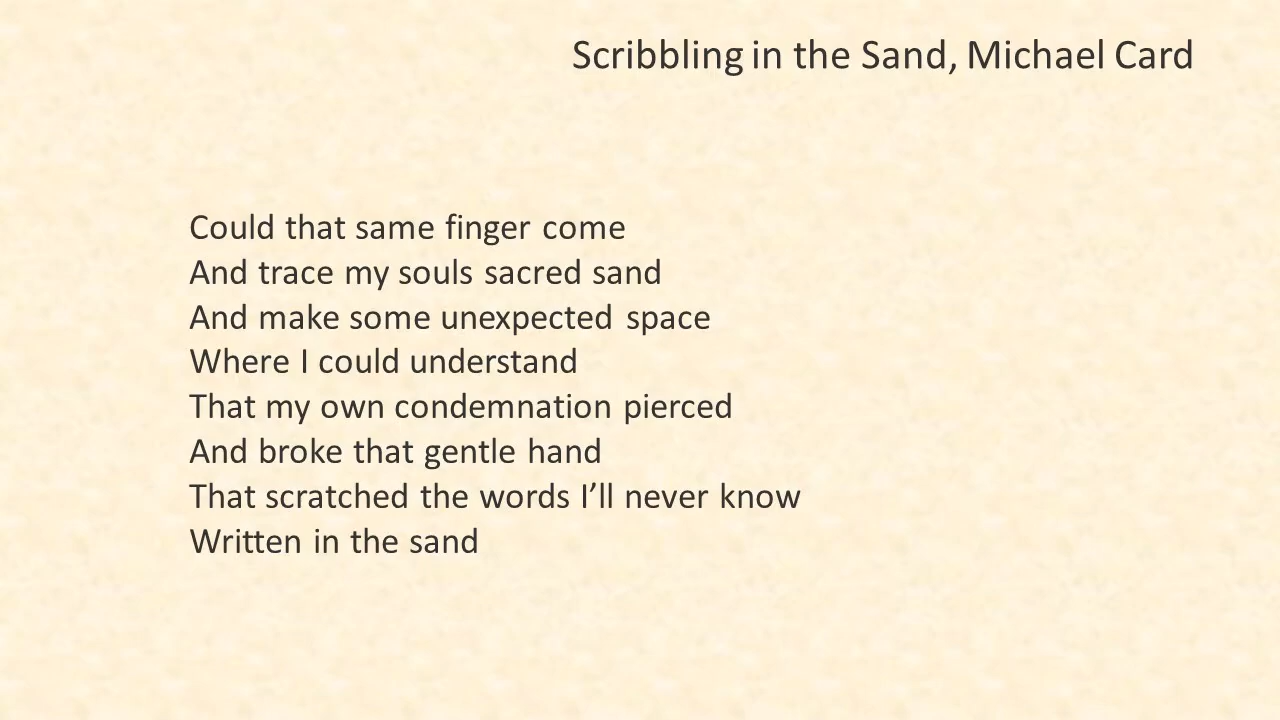 Scribbling in the Sand, Michael Card
Could that same finger come
And trace my souls sacred sand
And make some unexpected space
Where I could understand
That my own condemnation pierced
And broke that gentle hand
That scratched the words I’ll never know
Written in the sand